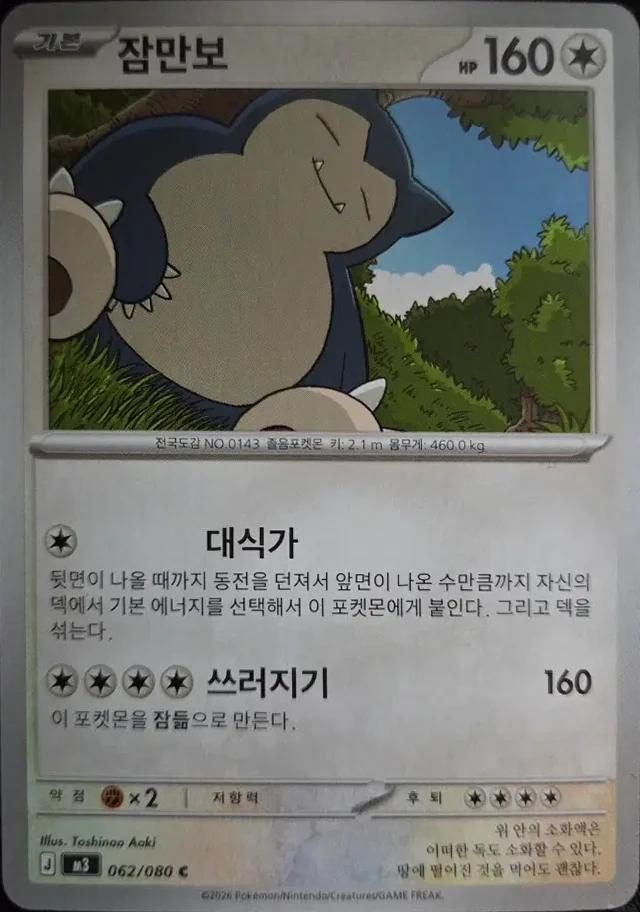 기본 잠만보 HP 160
전국도감 NO.0143 졸음포켓몬 키: 2.1 m 몸무게: 460.0 kg
대식가
뒷면이 나올 때까지 동전을 던져서 앞면이 나온 수만큼까지 자신의
덱에서 기본 에너지를 선택해서 이 포켓몬에게 붙인다. 그리고 덱을
섞는다.
쓰러지기 160
이 포켓몬을 잠듦으로 만든다.
약점 ×2 저항력 후퇴
위 안의 소화액은
어떠한 독도 소화할 수 있다.
땅에 떨어진 것을 먹어도 괜찮다.
Illus. Toshinao Aoki
J m3 062/080 C
©2026 Pokémon/Nintendo/Creatures/GAME FREAK.